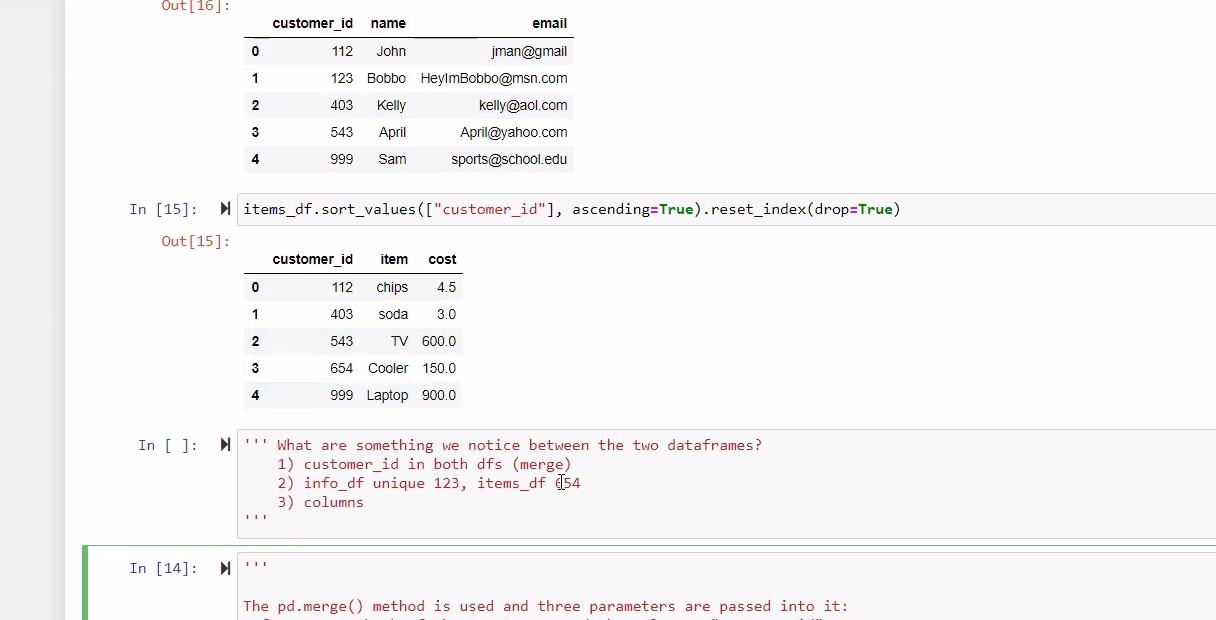 Out[16]:
customer_id name email
0 112 John jman@gmail
1 123 Bobbo HeyImBobbo@msn.com
2 403 Kelly kelly@aol.com
3 543 April April@yahoo.com
4 999 Sam sports@school.edu
In [15]: items_df.sort_values(["customer_id"], ascending=True).reset_index(drop=True)
Out[15]:
customer_id item cost
0 112 chips 4.5
1 403 soda 3.0
2 543 TV 600.0
3 654 Cooler 150.0
4 999 Laptop 900.0
In [ ]: ''' What are something we notice between the two dataframes?
1) customer_id in both dfs (merge)
2) info_df unique 123, items_df 654
3) columns
'''
In [14]: '''
The pd.merge() method is used and three parameters are passed into it: